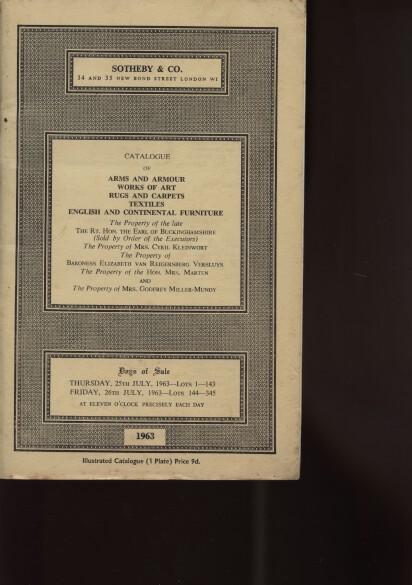 SOTHEBY & CO.
34 AND 35 NEW BOND STREET LONDON W1
CATALOGUE
OF
ARMS AND ARMOUR
WORKS OF ART
RUGS AND CARPETS
TEXTILES
ENGLISH AND CONTINENTAL FURNITURE
The Property of the late
THE RT. HON. THE EARL OF BUCKINGHAMSHIRE
(Sold by Order of the Executors)
The Property of MRS. CYRIL KLEINWORT
The Property of
BARONESS ELIZABETH VAN REIGERSBERG VERSLUYS
The Property of the HON. MRS. MARTEN
AND
The Property of MRS. GODFREY MILLER-MUNDY
Days of Sale
THURSDAY, 25TH JULY, 1963—LOTS 1—143
FRIDAY, 26TH JULY, 1963—LOTS 144—345
AT ELEVEN O'CLOCK PRECISELY EACH DAY
1963
Illustrated Catalogue (1 Plate) Price 9d.